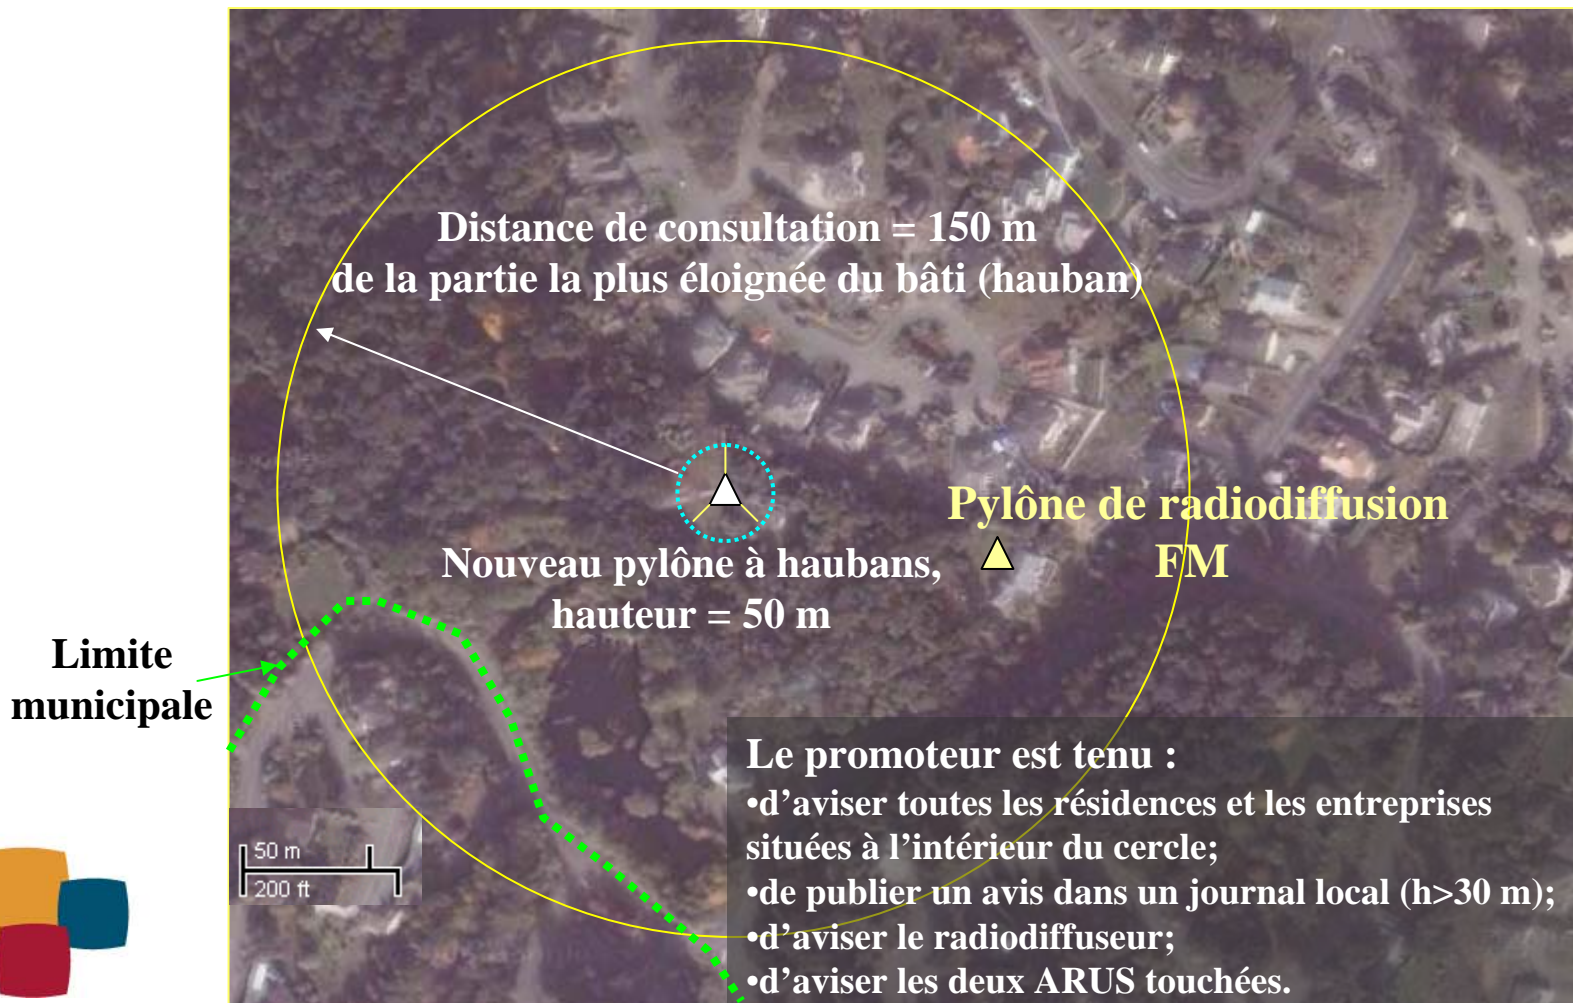 Distance de consultation = 150 m
de la partie la plus éloignée du bâti (hauban)
Pylône de radiodiffusion
FM
Nouveau pylône à haubans,
hauteur = 50 m
Limite
municipale
50 m
200 ft
Le promoteur est tenu :
•d’aviser toutes les résidences et les entreprises
situées à l’intérieur du cercle;
•de publier un avis dans un journal local (h>30 m);
•d’aviser le radiodiffuseur;
•d’aviser les deux ARUS touchées.